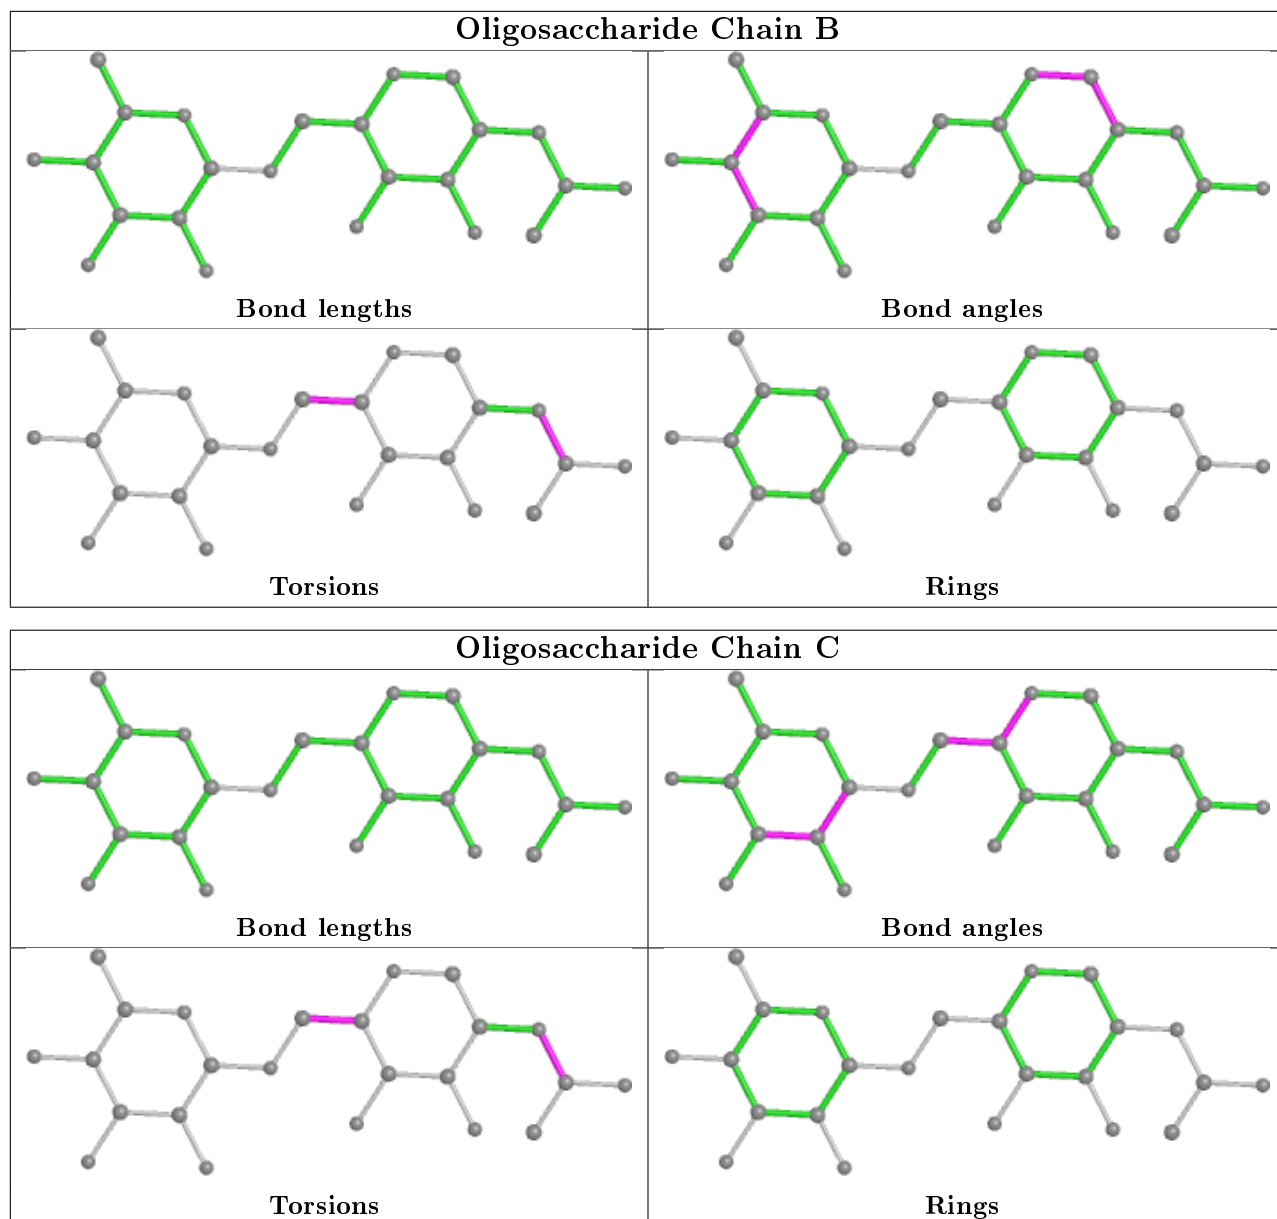 Oligosaccharide Chain B
Bond lengths
Bond angles
Torsions
Rings
Oligosaccharide Chain C
Bond lengths
Bond angles
Torsions
Rings